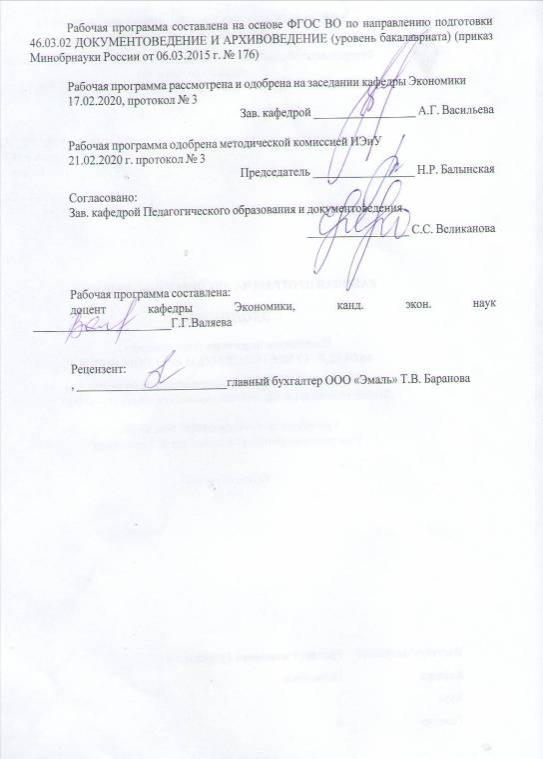 Рабочая программа составлена на основе ФГОС ВО по направлению подготовки
46.03.02 ДОКУМЕНТОВЕДЕНИЕ И АРХИВОВЕДЕНИЕ (уровень бакалавриата) (приказ
Минобрнауки России от 06.03.2015 г. № 176)
Рабочая программа рассмотрена и одобрена на заседании кафедры Экономики
17.02.2020, протокол № 3
Зав. кафедрой ________________ А.Г. Васильева
Рабочая программа одобрена методической комиссией ИЭиУ
21.02.2020 г. протокол № 3
Председатель ________________ Н.Р. Балынская
Согласовано:
Зав. кафедрой Педагогического образования и документоведения
________________ С.С. Великанова
Рабочая программа составлена:
доцент кафедры Экономики, канд. экон. наук
______________________Г.Г.Валяева
Рецензент:
, ________________________главный бухгалтер ООО «Эмаль» Т.В. Баранова